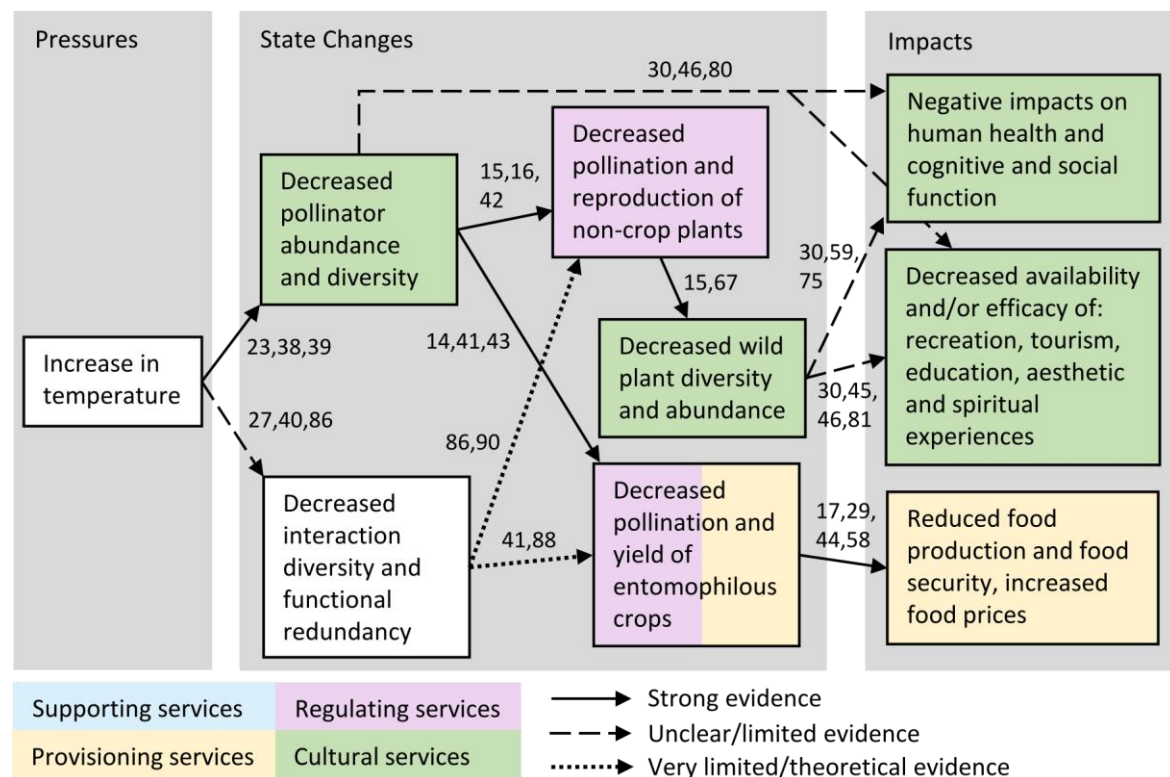 Pressures
State Changes
Impacts
30,46,80
Negative impacts on
human health and
cognitive and social
function
Decreased
pollination and
reproduction of
non-crop plants
Decreased
pollinator
abundance
and diversity
15,16,
42
30,59,
75
Decreased availability
and/or efficacy of:
recreation, tourism,
education, aesthetic
and spiritual
experiences
15,67
Increase in
temperature
23,38,39
14,41,43
Decreased wild
plant diversity
and abundance
30,45,
46,81
27,40,86
86,90
Decreased
interaction
diversity and
functional
redundancy
41,88
Decreased
pollination and
yield of
entomophilous
crops
17,29,
44,58
Reduced food
production and food
security, increased
food prices
Supporting services
Regulating services
Provisioning services
Cultural services
Strong evidence
Unclear/limited evidence
Very limited/theoretical evidence